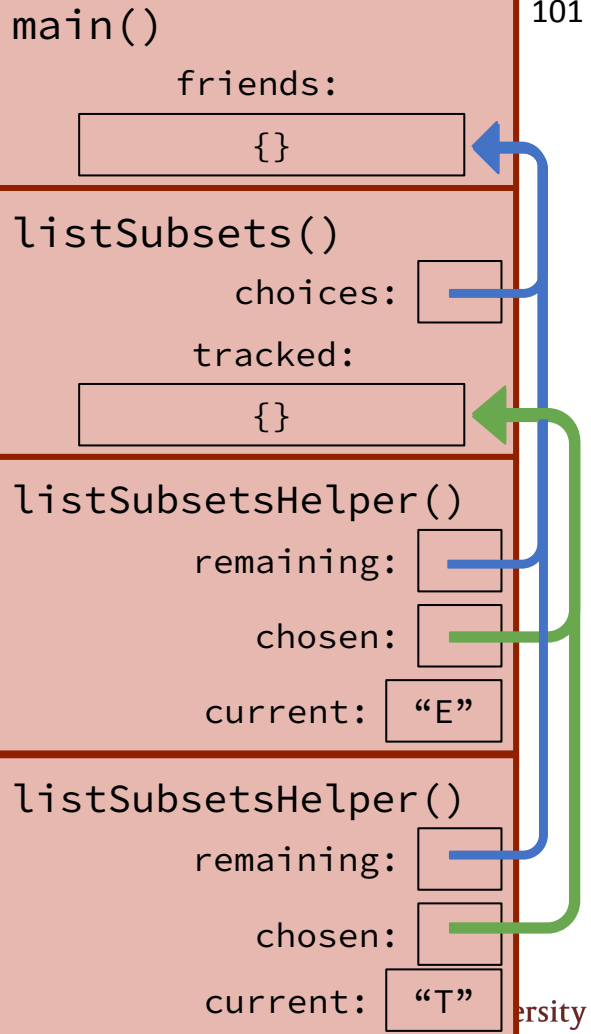 101
main()
friends:
{}
listSubsets()
choices:
tracked:
{}
listSubsetsHelper()
remaining:
chosen:
current: “E”
listSubsetsHelper()
remaining:
chosen:
current: “T”
ersity